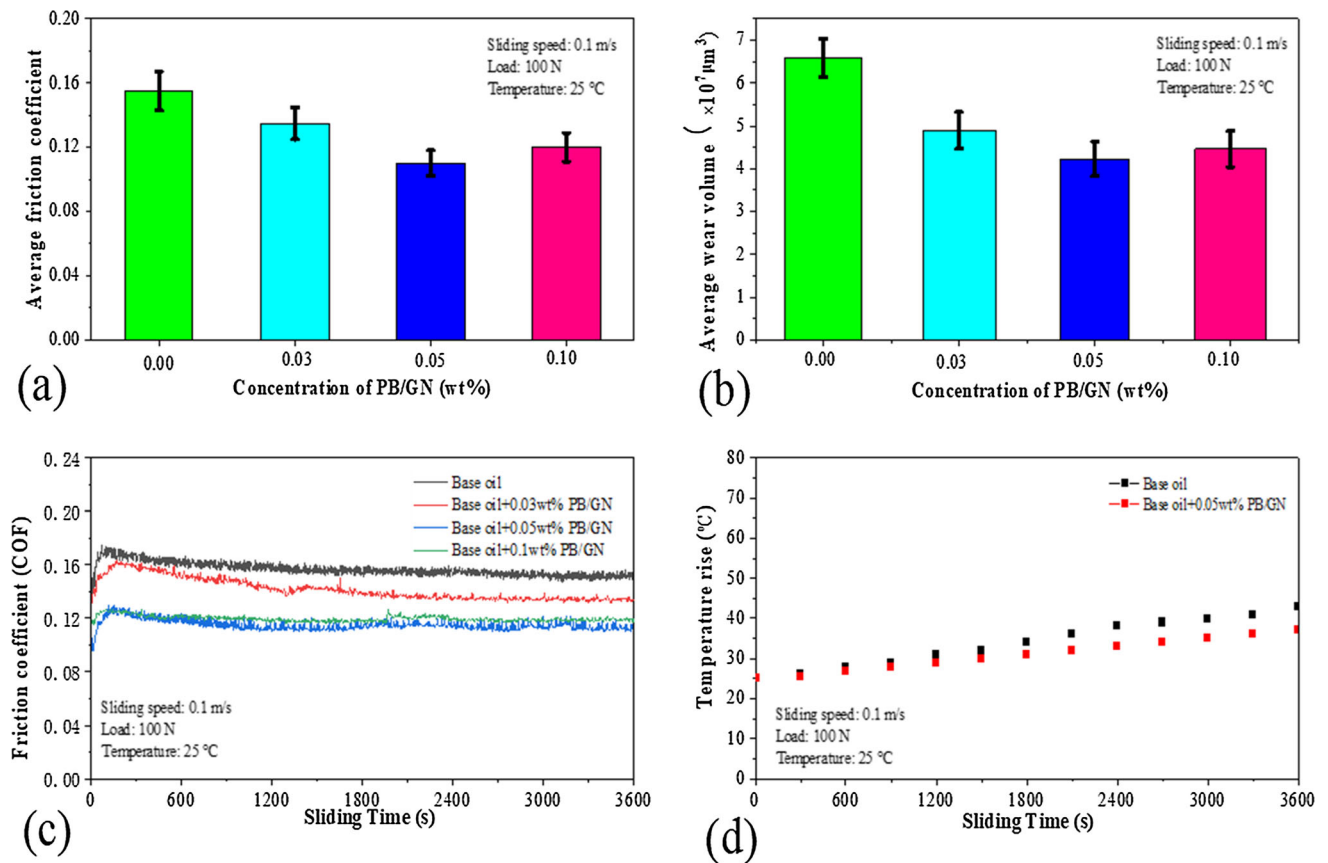 0.20
0.16
0.12
0.08
0.04
0.00
Average friction coefficient
Sliding speed: 0.1 m/s
Load: 100 N
Temperature: 25 °C
0.00 0.03 0.05 0.10
Concentration of PB/GN (wt%)
(a)
7
6
5
4
3
2
1
0
Average wear volume ( ×10⁷μm³)
Sliding speed: 0.1 m/s
Load: 100 N
Temperature: 25 °C
0.00 0.03 0.05 0.10
Concentration of PB/GN (wt%)
(b)
0.24
0.20
0.16
0.12
0.08
0.04
0.00
Friction coefficient (COF)
Base oil
Base oil+0.03wt% PB/GN
Base oil+0.05wt% PB/GN
Base oil+0.1wt% PB/GN
Sliding speed: 0.1 m/s
Load: 100 N
Temperature: 25 °C
0 600 1200 1800 2400 3000 3600
Sliding Time (s)
(c)
80
70
60
50
40
30
20
10
0
Temperature rise (°C)
Base oil
Base oil+0.05wt% PB/GN
Sliding speed: 0.1 m/s
Load: 100 N
Temperature: 25 °C
0 600 1200 1800 2400 3000 3600
Sliding Time (s)
(d)